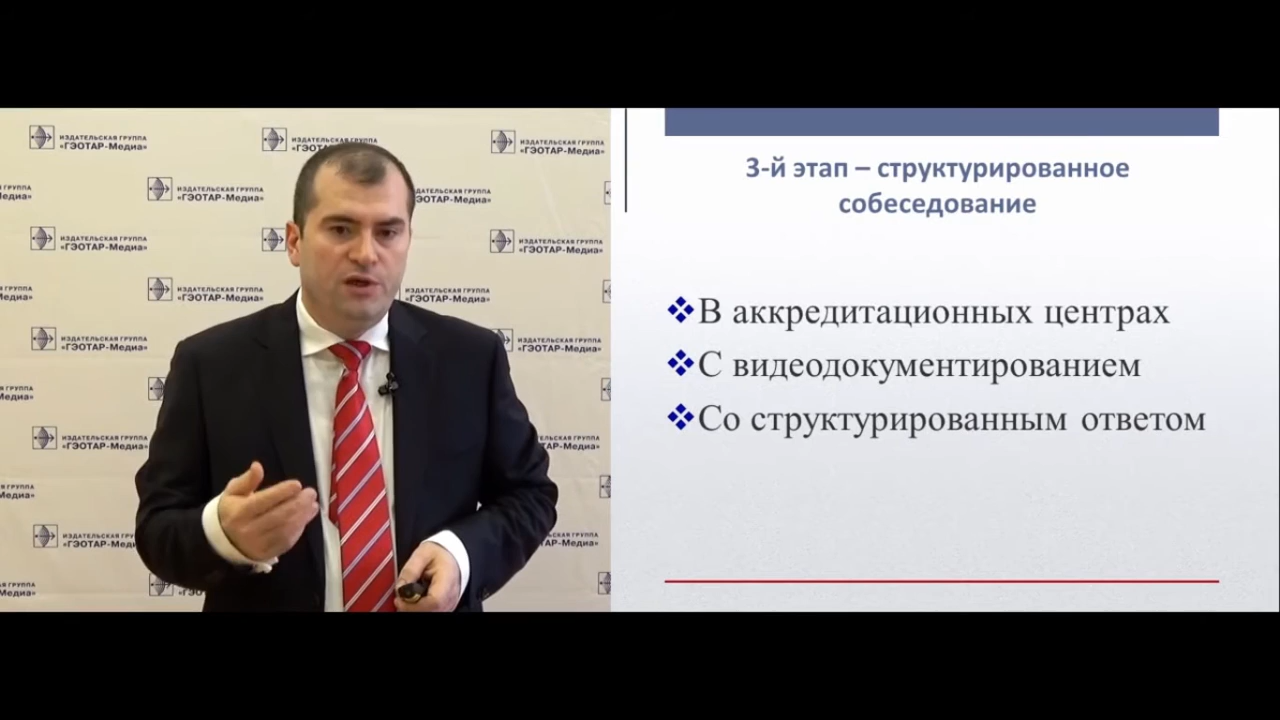 ИЗДАТЕЛЬСКАЯ ГРУППА
«ГЭОТАР-Медиа»
3-й этап – структурированное
собеседование
В аккредитационных центрах
С видеодокументированием
Со структурированным ответом